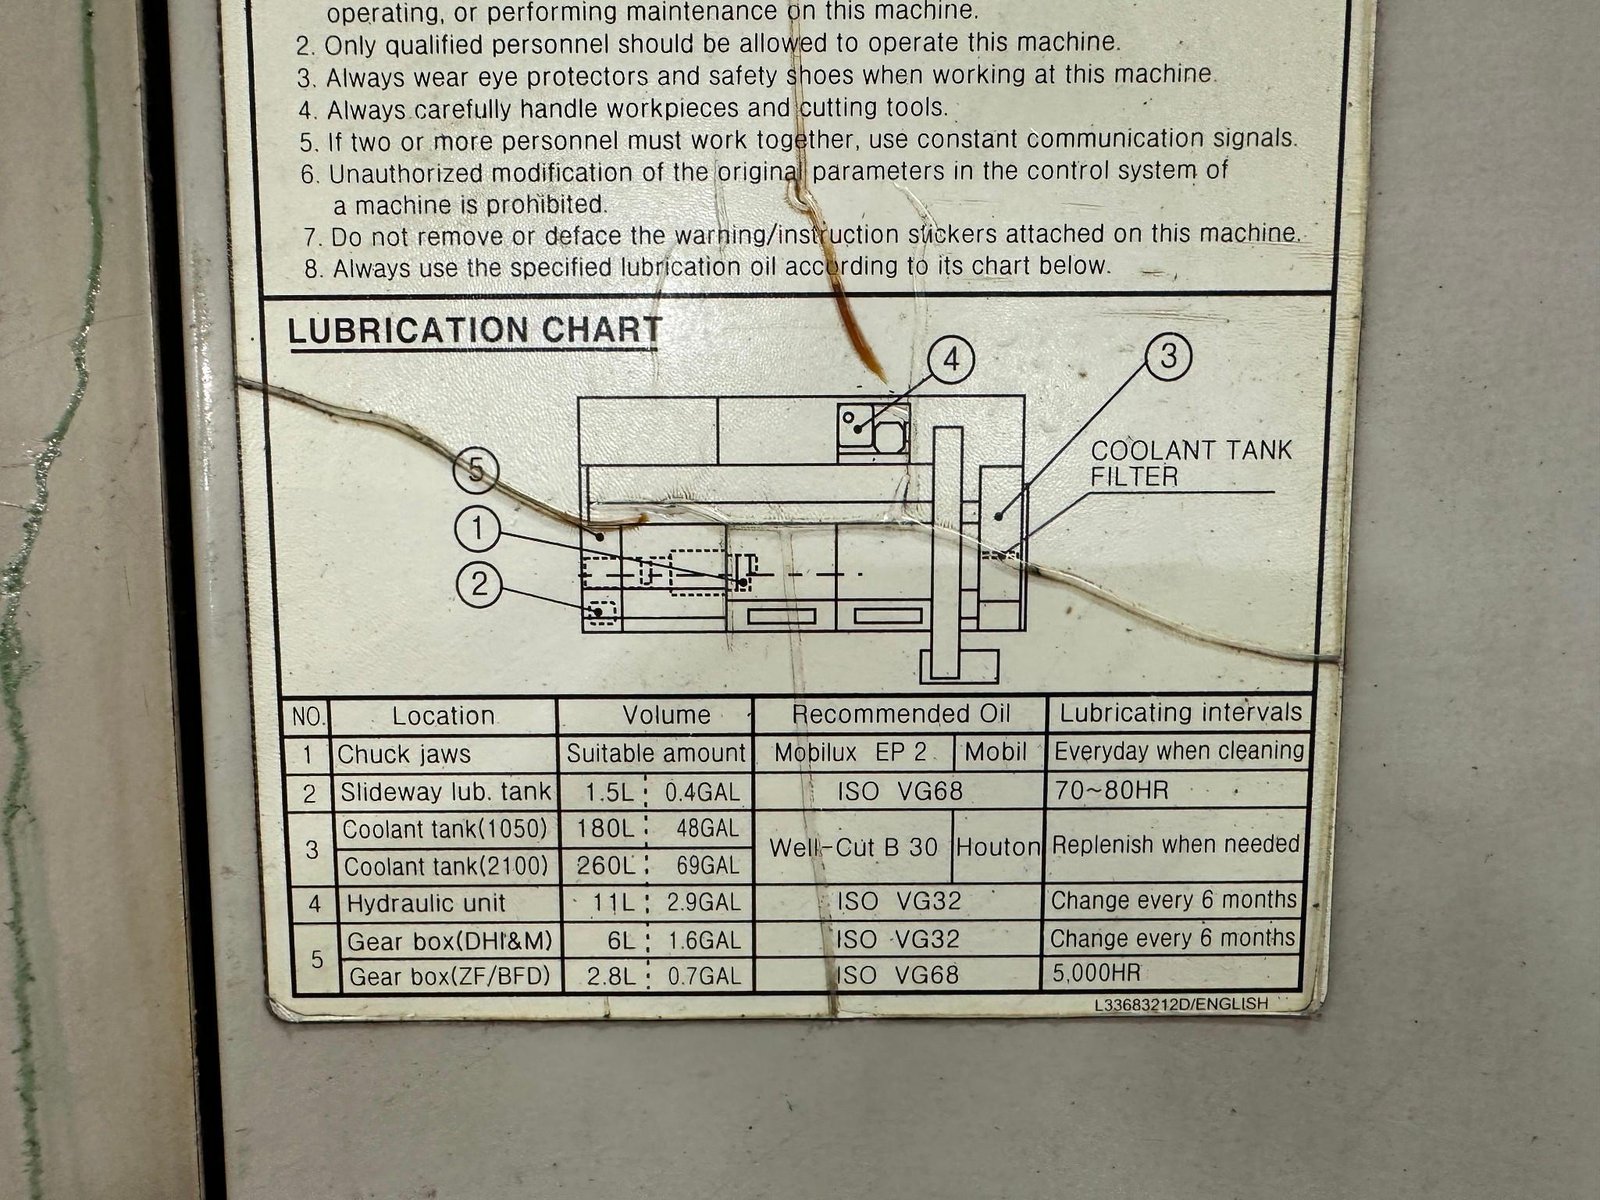 operating, or performing maintenance on this machine.
2. Only qualified personnel should be allowed to operate this machine.
3. Always wear eye protectors and safety shoes when working at this machine.
4. Always carefully handle workpieces and cutting tools.
5. If two or more personnel must work together, use constant communication signals.
6. Unauthorized modification of the original parameters in the control system of
a machine is prohibited.
7. Do not remove or deface the warning/instruction stickers attached on this machine.
8. Always use the specified lubrication oil according to its chart below.
LUBRICATION CHART
4
3
COOLANT TANK
FILTER
5
1
2
NO. Location Volume Recommended Oil Lubricating intervals
1 Chuck jaws Suitable amount Mobilux EP 2 Mobil Everyday when cleaning
2 Slideway lub. tank 1.5L 0.4GAL ISO VG68 70~80HR
3 Coolant tank(1050) 180L 48GAL Well-Cut B 30 Houton Replenish when needed
Coolant tank(2100) 260L 69GAL
4 Hydraulic unit 11L 2.9GAL ISO VG32 Change every 6 months
5 Gear box(DHI&M) 6L 1.6GAL ISO VG32 Change every 6 months
Gear box(ZF/BFD) 2.8L 0.7GAL ISO VG68 5,000HR
L33683212D/ENGLISH